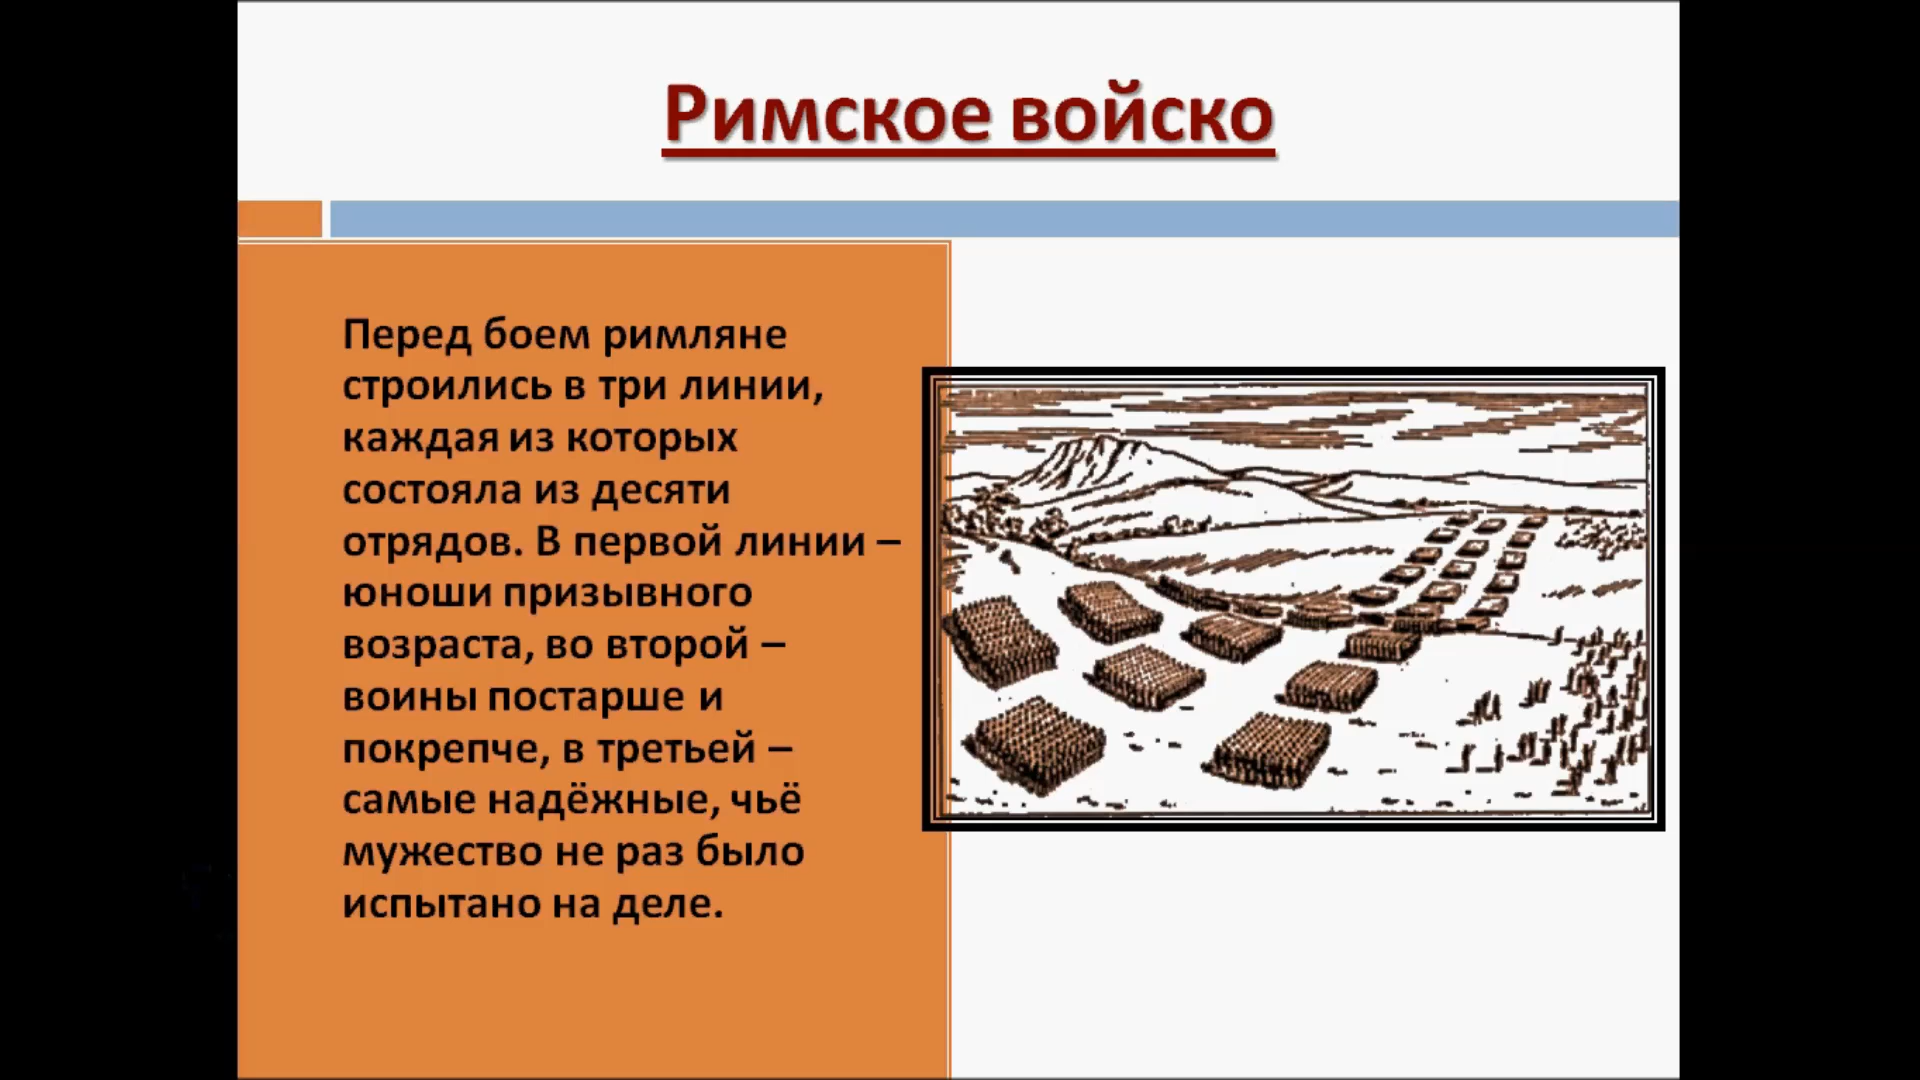 Римское войско
Перед боем римляне
строились в три линии,
каждая из которых
состояла из десяти
отрядов. В первой линии –
юноши призывного
возраста, во второй –
воины постарше и
покрепче, в третьей –
самые надёжные, чьё
мужество не раз было
испытано на деле.